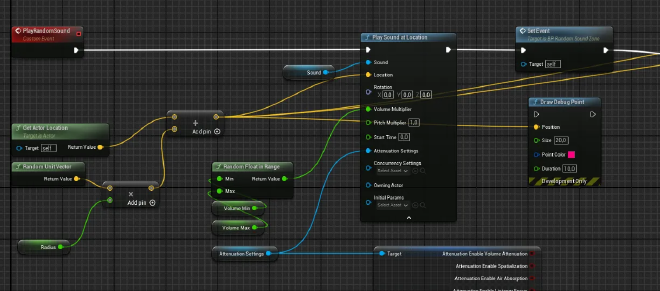 PlayRandomSound
Custom Event
Play Sound at Location
Sound
Location
Rotation
X 0,0 Y 0,0 Z 0,0
Volume Multiplier
Pitch Multiplier 1,0
Start Time 0,0
Attenuation Settings
Concurrency Settings
Select Asset
Owning Actor
Initial Params
Select Asset
Set Event
Target is BP Random Sound Zone
Target self
Sound
Draw Debug Point
Position
Size 20,0
Point Color
Duration 10,0
Development Only
+
Add pin
Get Actor Location
Target is Actor
Target self Return Value
Random Unit Vector
Return Value
×
Add pin
Radius
Random Float in Range
Min Return Value
Max
Volume Min
Volume Max
Attenuation Settings
Target Attenuation Enable Volume Attenuation
Attenuation Enable Spatialization
Attenuation Enable Air Absorption